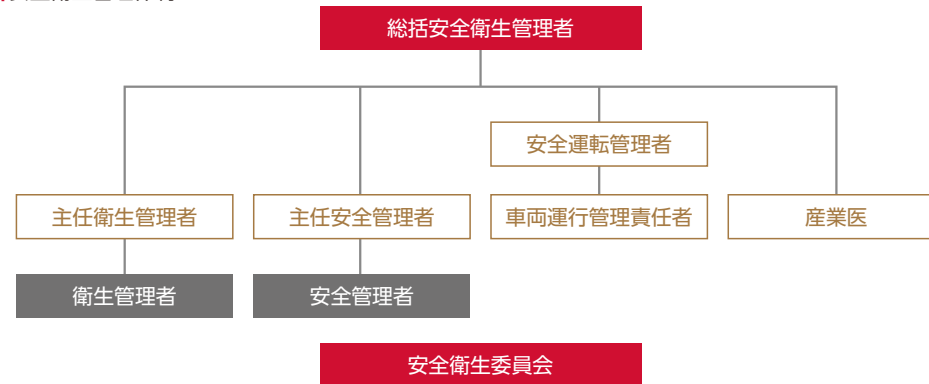 総括安全衛生管理者
安全運転管理者
主任衛生管理者
主任安全管理者
車両運行管理責任者
産業医
衛生管理者
安全管理者
安全衛生委員会